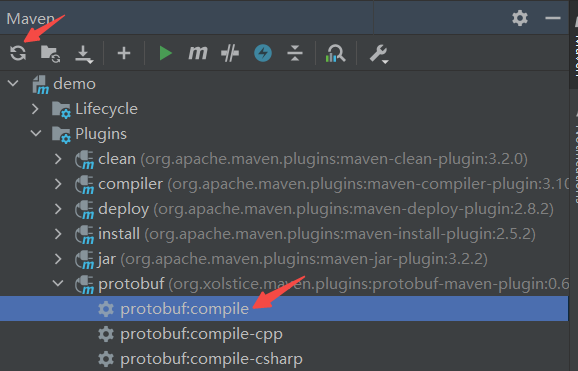 Maven
demo
Lifecycle
Plugins
clean (org.apache.maven.plugins:maven-clean-plugin:3.2.0)
compiler (org.apache.maven.plugins:maven-compiler-plugin:3.10
deploy (org.apache.maven.plugins:maven-deploy-plugin:2.8.2)
install (org.apache.maven.plugins:maven-install-plugin:2.5.2)
jar (org.apache.maven.plugins:maven-jar-plugin:3.2.2)
protobuf (org.xolstice.maven.plugins:protobuf-maven-plugin:0.6
protobuf:compile
protobuf:compile-cpp
protobuf:compile-csharp